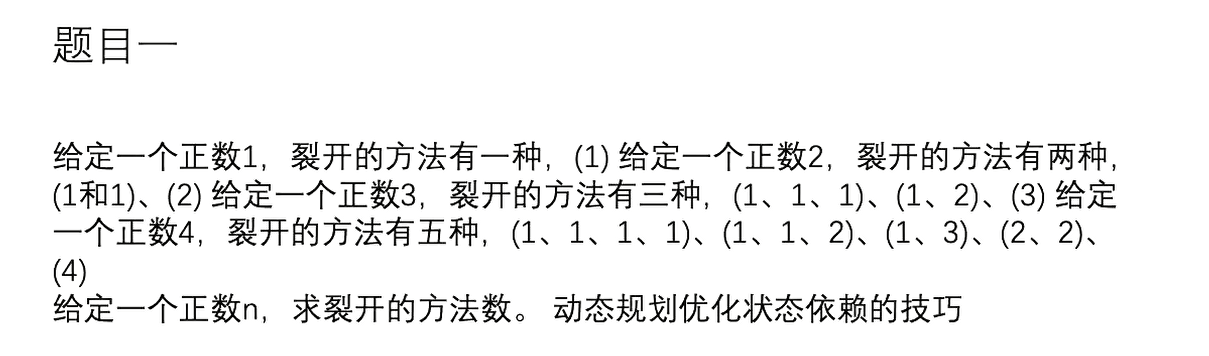 题目一
给定一个正数1，裂开的方法有一种，(1) 给定一个正数2，裂开的方法有两种，
(1和1)、(2) 给定一个正数3，裂开的方法有三种，(1、1、1)、(1、2)、(3) 给定
一个正数4，裂开的方法有五种，(1、1、1、1)、(1、1、2)、(1、3)、(2、2)、
(4)
给定一个正数n，求裂开的方法数。 动态规划优化状态依赖的技巧